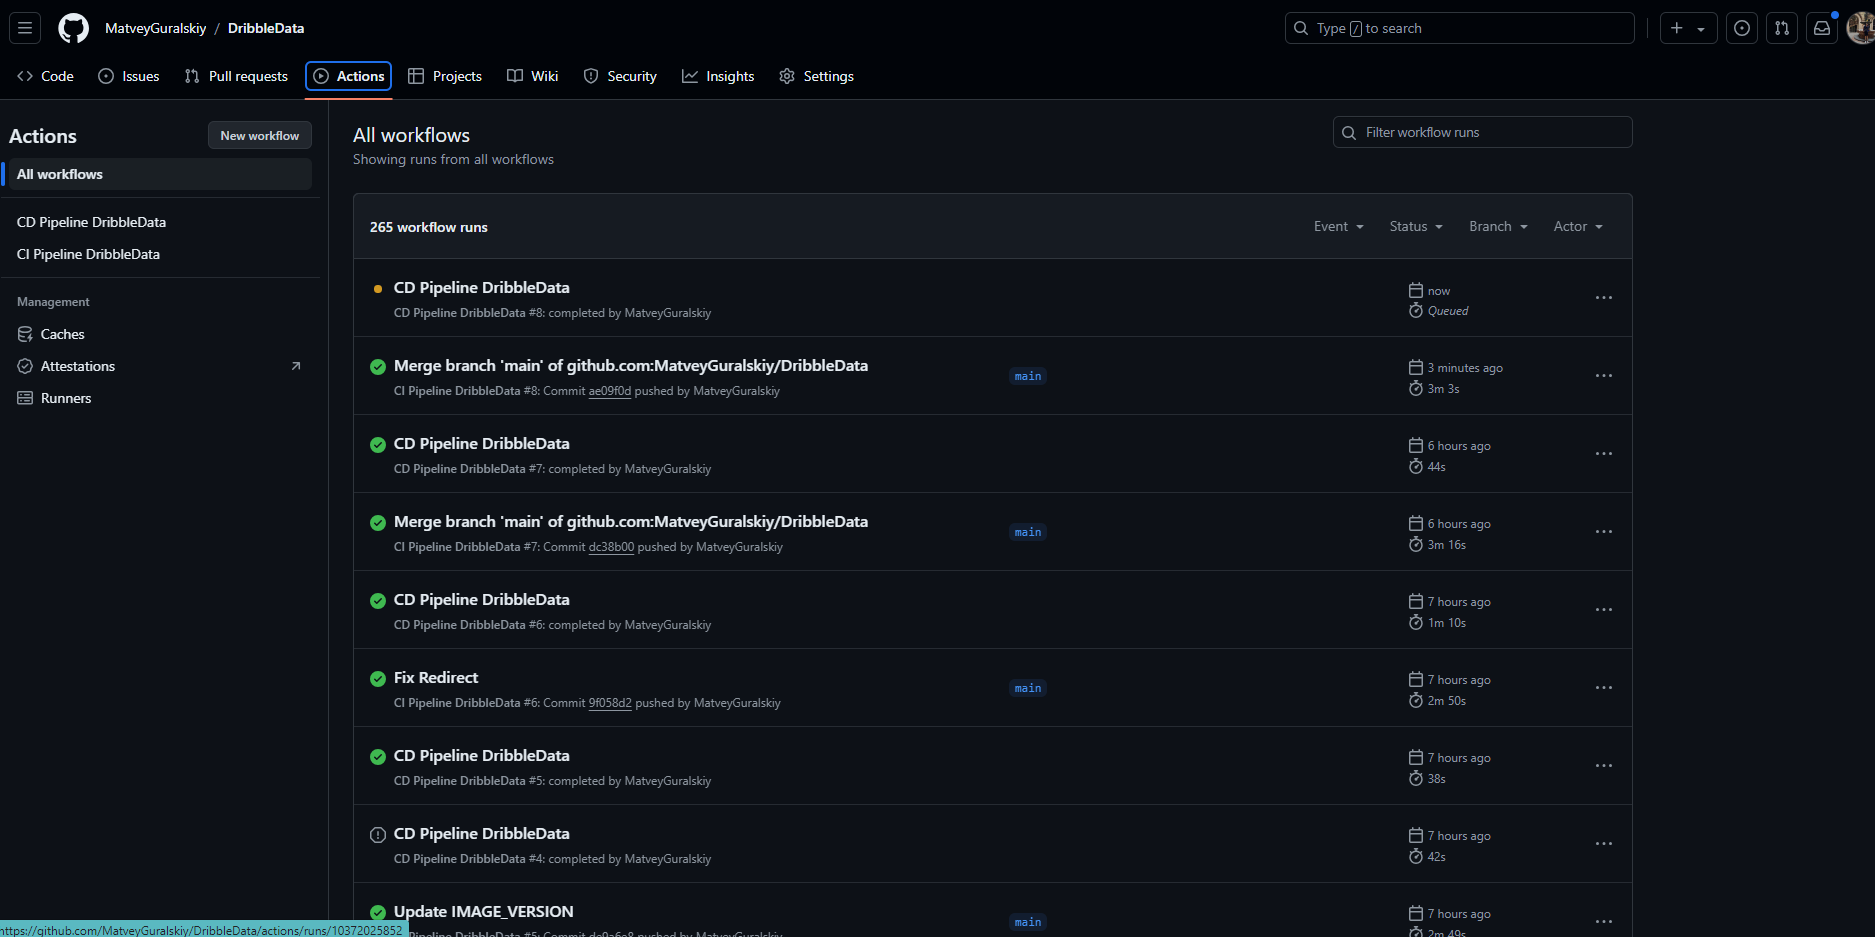 MatveyGuralskiy / DribbleData
Type / to search
Code Issues Pull requests Actions Projects Wiki Security Insights Settings
Actions
New workflow
All workflows
CD Pipeline DribbleData
CI Pipeline DribbleData
Management
Caches
Attestations
Runners
All workflows
Showing runs from all workflows
Filter workflow runs
265 workflow runs
Event Status Branch Actor
CD Pipeline DribbleData
CD Pipeline DribbleData #8: completed by MatveyGuralskiy
now
Queued
Merge branch 'main' of github.com:MatveyGuralskiy/DribbleData
CI Pipeline DribbleData #8: Commit ae09f0d pushed by MatveyGuralskiy
main
3 minutes ago
3m 3s
CD Pipeline DribbleData
CD Pipeline DribbleData #7: completed by MatveyGuralskiy
6 hours ago
44s
Merge branch 'main' of github.com:MatveyGuralskiy/DribbleData
CI Pipeline DribbleData #7: Commit dc38b00 pushed by MatveyGuralskiy
main
6 hours ago
3m 16s
CD Pipeline DribbleData
CD Pipeline DribbleData #6: completed by MatveyGuralskiy
7 hours ago
1m 10s
Fix Redirect
CI Pipeline DribbleData #6: Commit 9f058d2 pushed by MatveyGuralskiy
main
7 hours ago
2m 50s
CD Pipeline DribbleData
CD Pipeline DribbleData #5: completed by MatveyGuralskiy
7 hours ago
38s
CD Pipeline DribbleData
CD Pipeline DribbleData #4: completed by MatveyGuralskiy
7 hours ago
42s
Update IMAGE_VERSION
Pipeline DribbleData #5: Commit de9a6e8 pushed by MatveyGuralskiy
main
7 hours ago
2m 49s
https://github.com/MatveyGuralskiy/DribbleData/actions/runs/10372025852